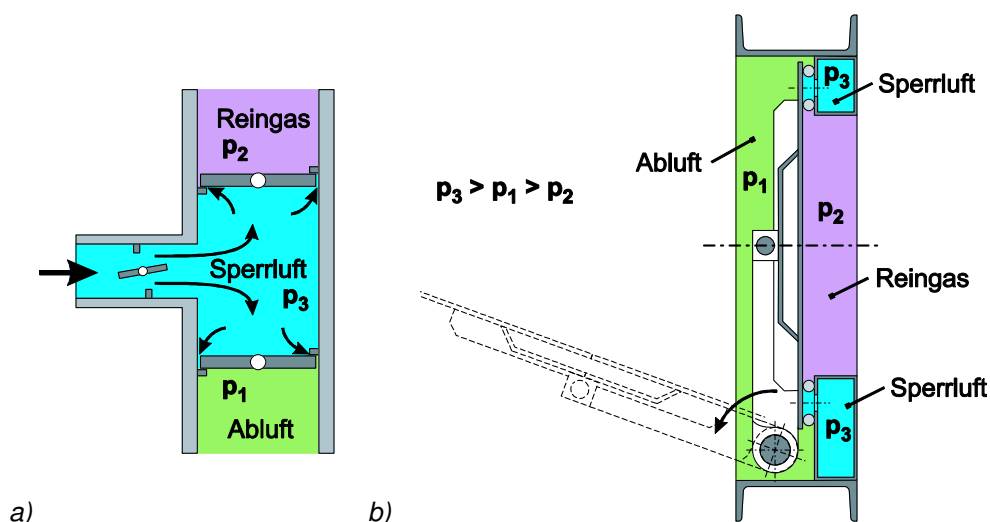 Reingas
p2
Sperrluft
p3
p1
Abluft
a)
p3 > p1 > p2
p3
Sperrluft
Abluft
p1
p2
Reingas
Sperrluft
p3
b)